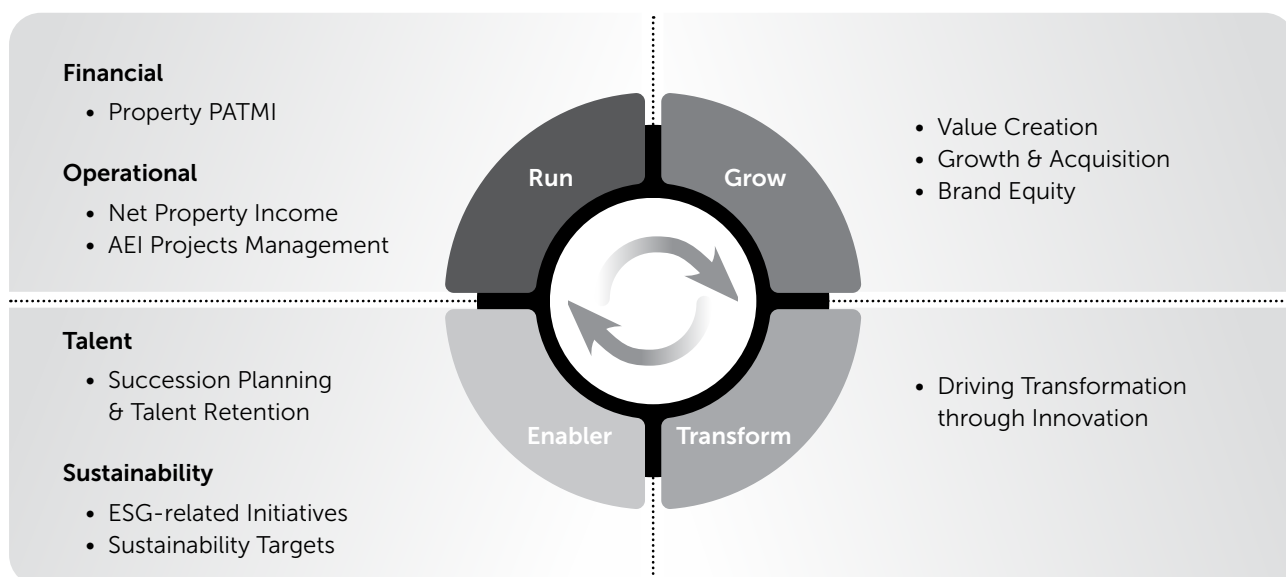 Financial
• Property PATMI
Operational
• Net Property Income
• AEI Projects Management
Run
Grow
• Value Creation
• Growth & Acquisition
• Brand Equity
Talent
• Succession Planning
& Talent Retention
Sustainability
• ESG-related Initiatives
• Sustainability Targets
Enabler
Transform
• Driving Transformation
through Innovation